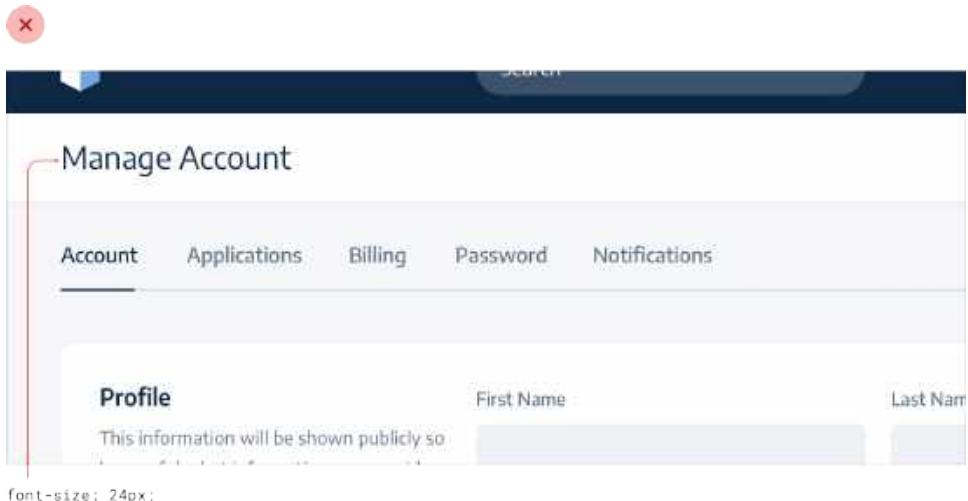 Search
Manage Account
Account Applications Billing Password Notifications
Profile
First Name
Last Nam
This information will be shown publicly so
font-size: 24px;